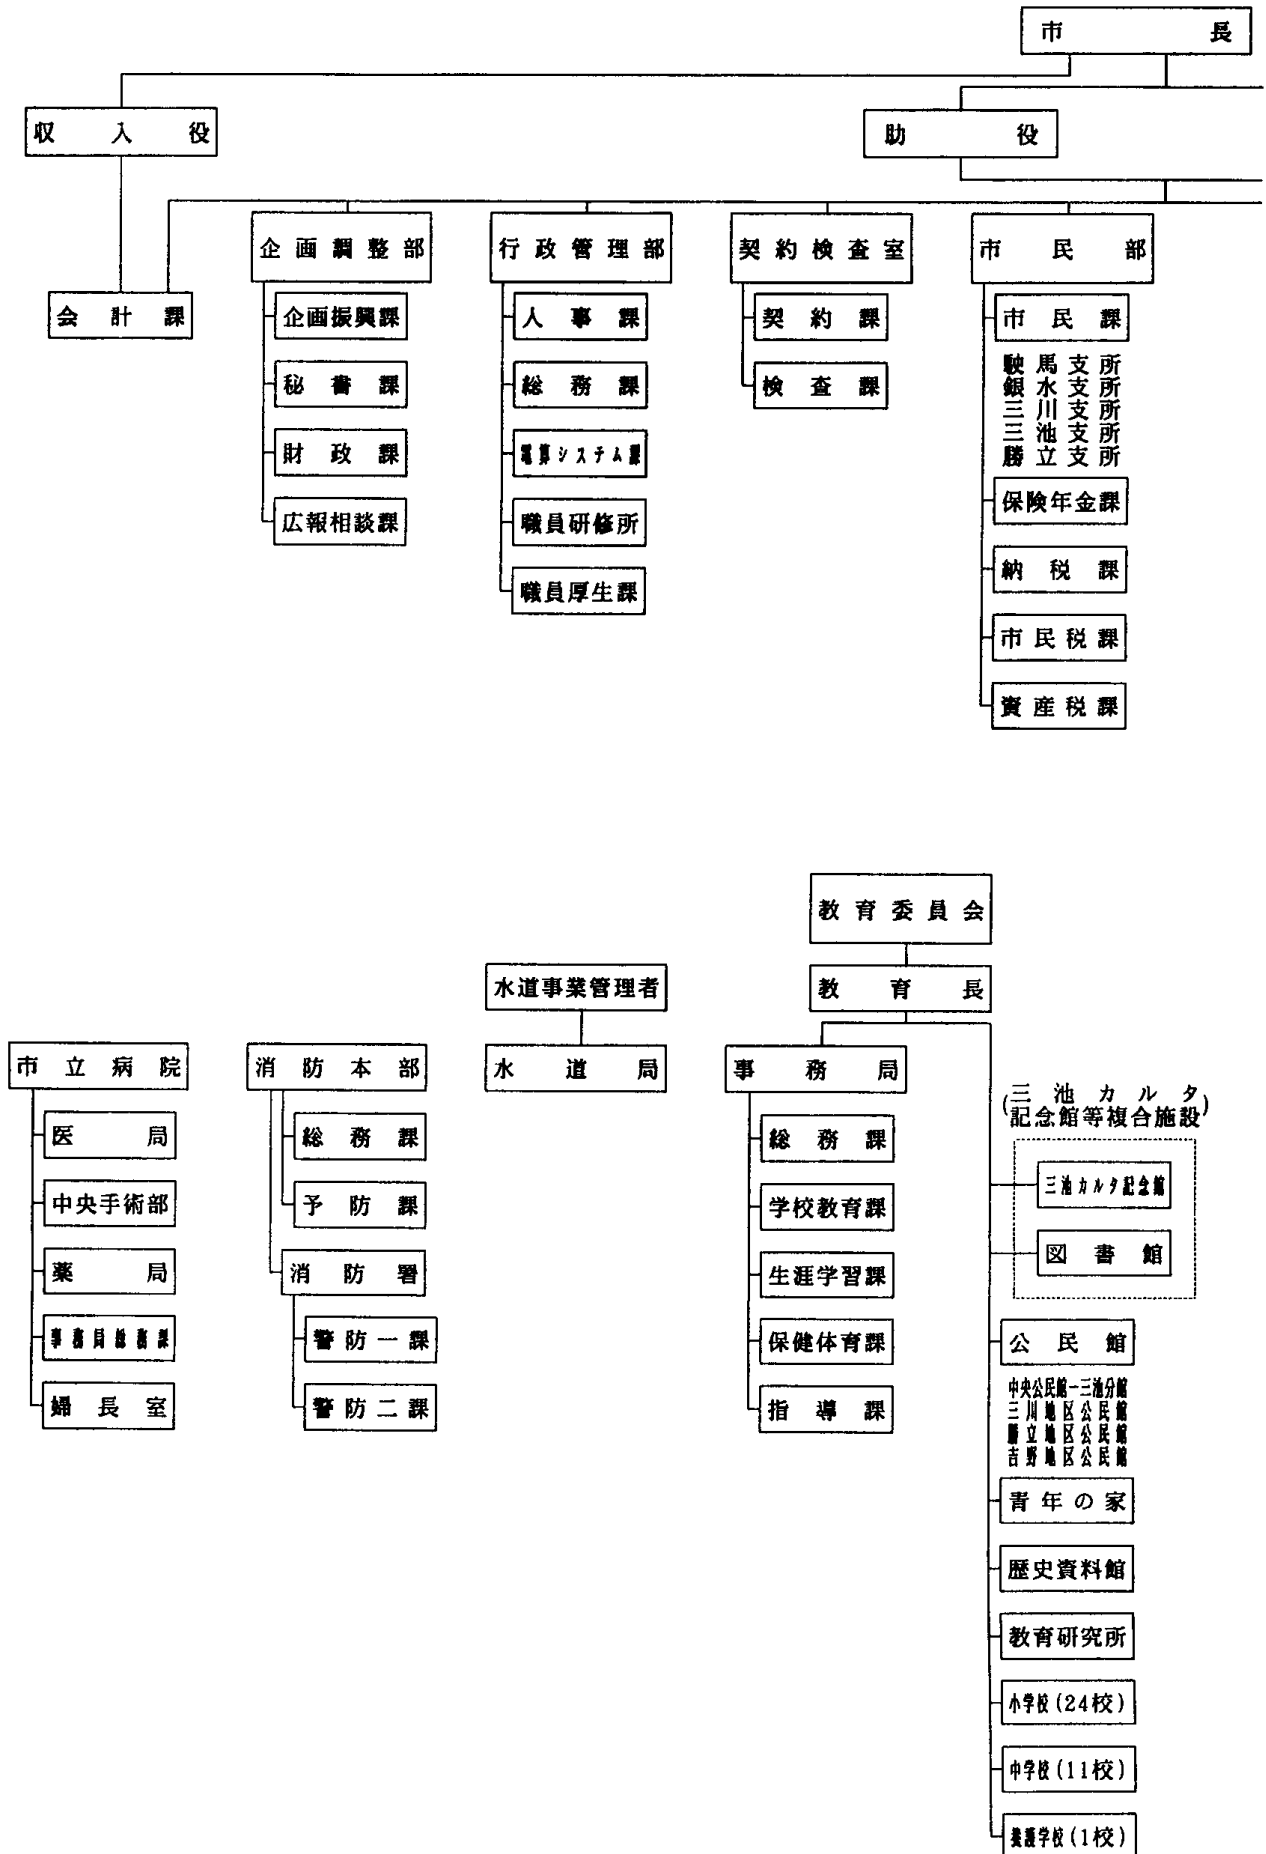 市長
収入役
助役
会計課
企画調整部
企画振興課
秘書課
財政課
広報相談課
行政管理部
人事課
総務課
電算システム課
職員研修所
職員厚生課
契約検査室
契約課
検査課
市民部
市民課
駛馬支所
銀水支所
三川支所
三池支所
勝立支所
保険年金課
納税課
市民税課
資産税課
市立病院
医局
中央手術部
薬局
事務局総務課
婦長室
消防本部
総務課
予防課
消防署
警防一課
警防二課
水道事業管理者
水道局
教育委員会
教育長
事務局
総務課
学校教育課
生涯学習課
保健体育課
指導課
(三池カルタ
記念館等複合施設)
三池カルタ記念館
図書館
公民館
中央公民館―三池分館
三川地区公民館
勝立地区公民館
吉野地区公民館
青年の家
歴史資料館
教育研究所
小学校(24校)
中学校(11校)
養護学校(1校)